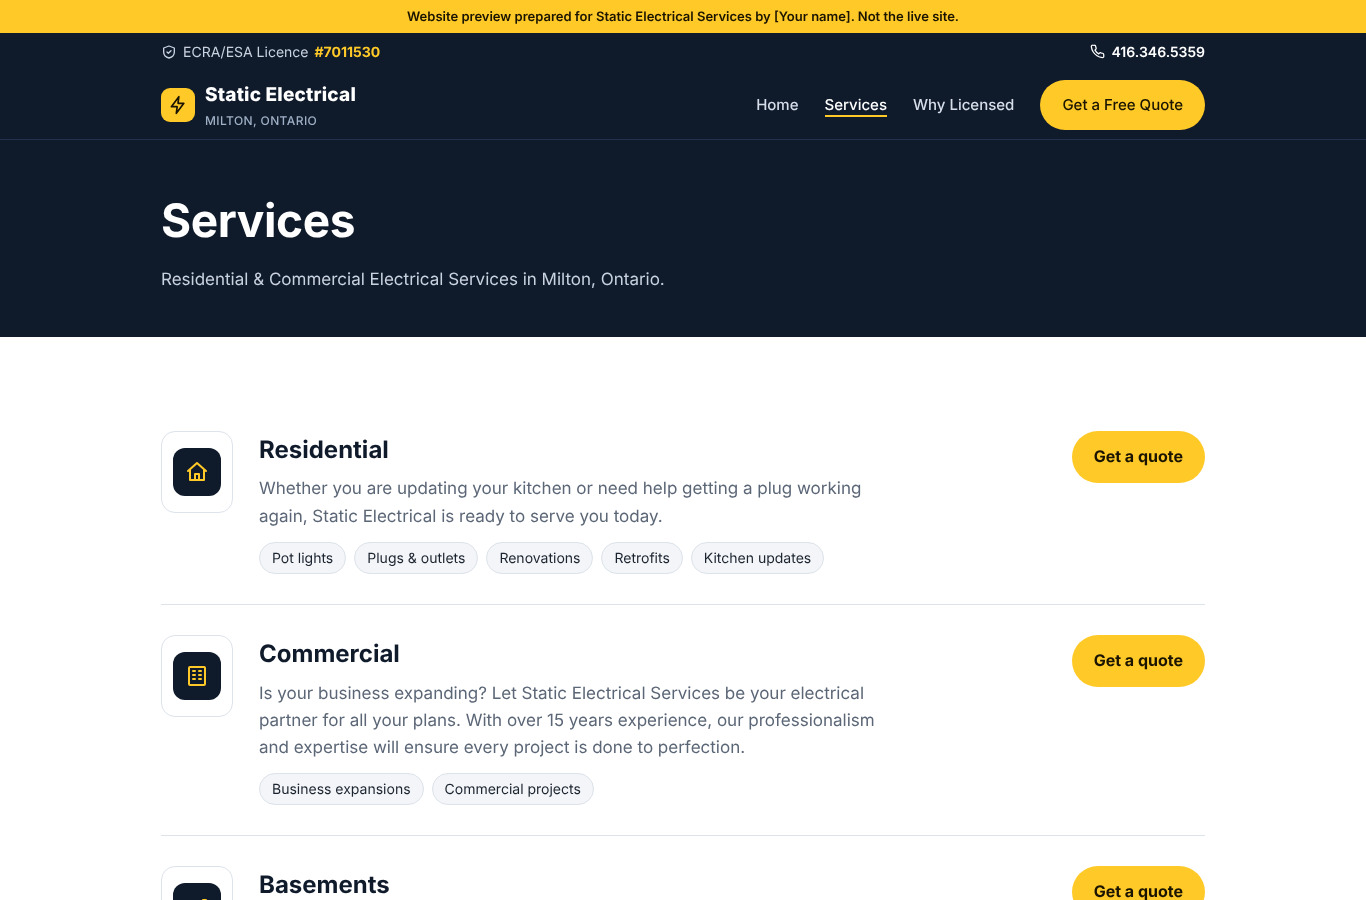 Website preview prepared for Static Electrical Services by [Your name]. Not the live site.
ECRA/ESA Licence #7011530
416.346.5359
Static Electrical
MILTON, ONTARIO
Home
Services
Why Licensed
Get a Free Quote
Services
Residential & Commercial Electrical Services in Milton, Ontario.
Residential
Get a quote
Whether you are updating your kitchen or need help getting a plug working
again, Static Electrical is ready to serve you today.
Pot lights
Plugs & outlets
Renovations
Retrofits
Kitchen updates
Commercial
Get a quote
Is your business expanding? Let Static Electrical Services be your electrical
partner for all your plans. With over 15 years experience, our professionalism
and expertise will ensure every project is done to perfection.
Business expansions
Commercial projects
Basements
Get a quote